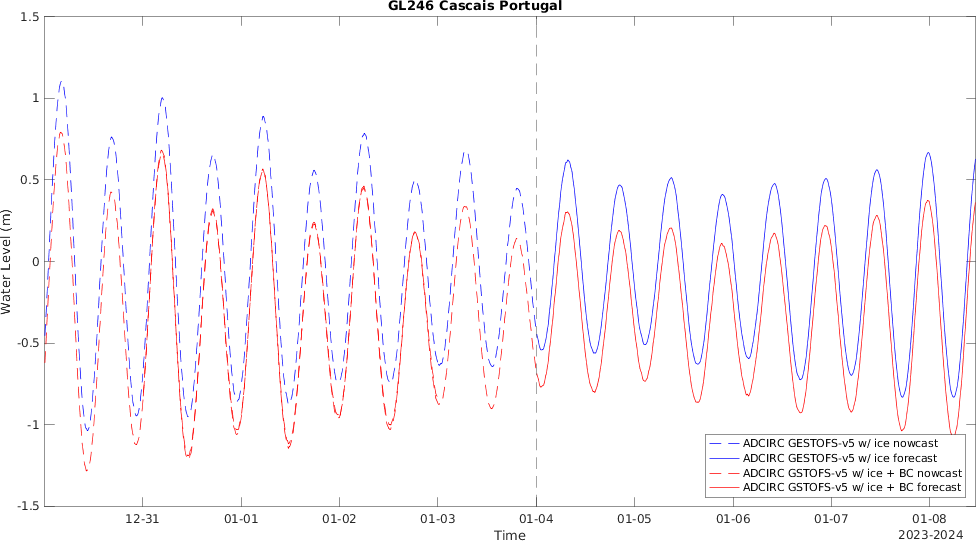 GL246 Cascais Portugal
1.5
1
0.5
0
-0.5
-1
-1.5
Water Level (m)
12-31
01-01
01-02
01-03
01-04
01-05
01-06
01-07
01-08
2023-2024
Time
ADCIRC GESTOFS-v5 w/ ice nowcast
ADCIRC GESTOFS-v5 w/ ice forecast
ADCIRC GSTOFS-v5 w/ ice + BC nowcast
ADCIRC GSTOFS-v5 w/ ice + BC forecast